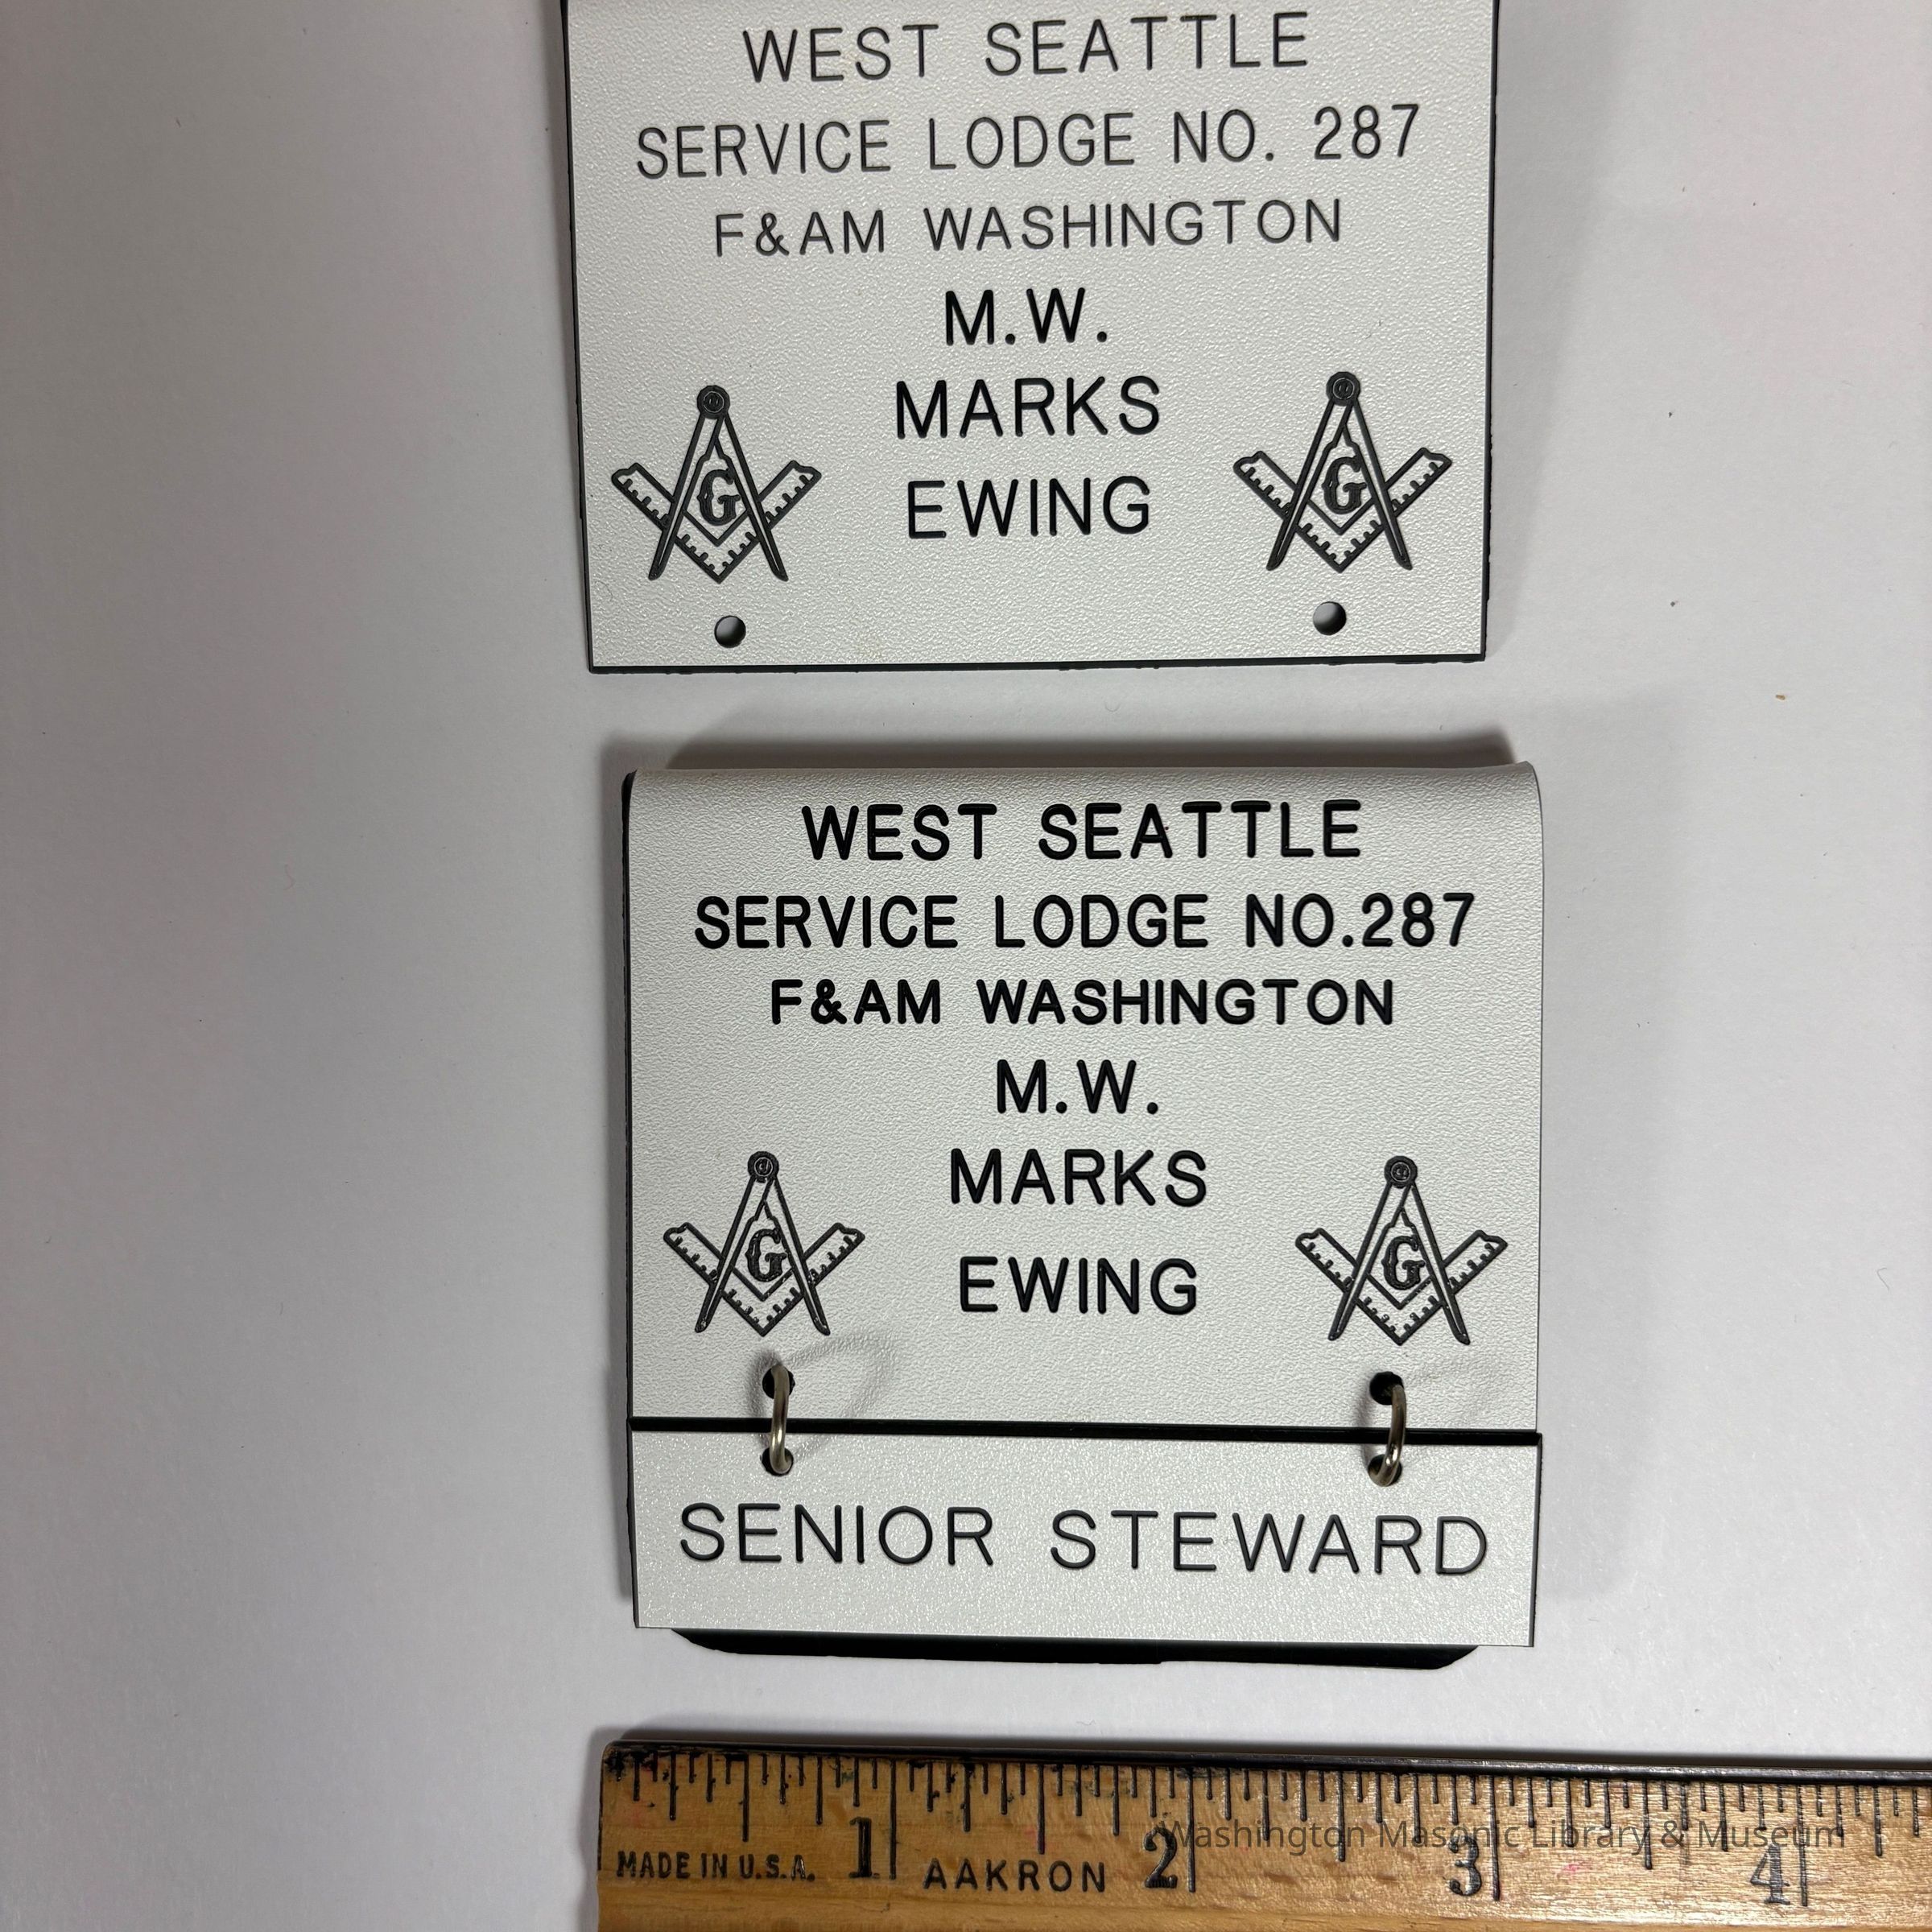 WEST SEATTLE
SERVICE LODGE NO. 287
F&AM WASHINGTON
M.W.
MARKS
EWING
G
G
WEST SEATTLE
SERVICE LODGE NO.287
F&AM WASHINGTON
M.W.
MARKS
EWING
G
G
SENIOR STEWARD
1 2 3 4
MADE IN U.S.A. AAKRON
Washington Masonic Library & Museum